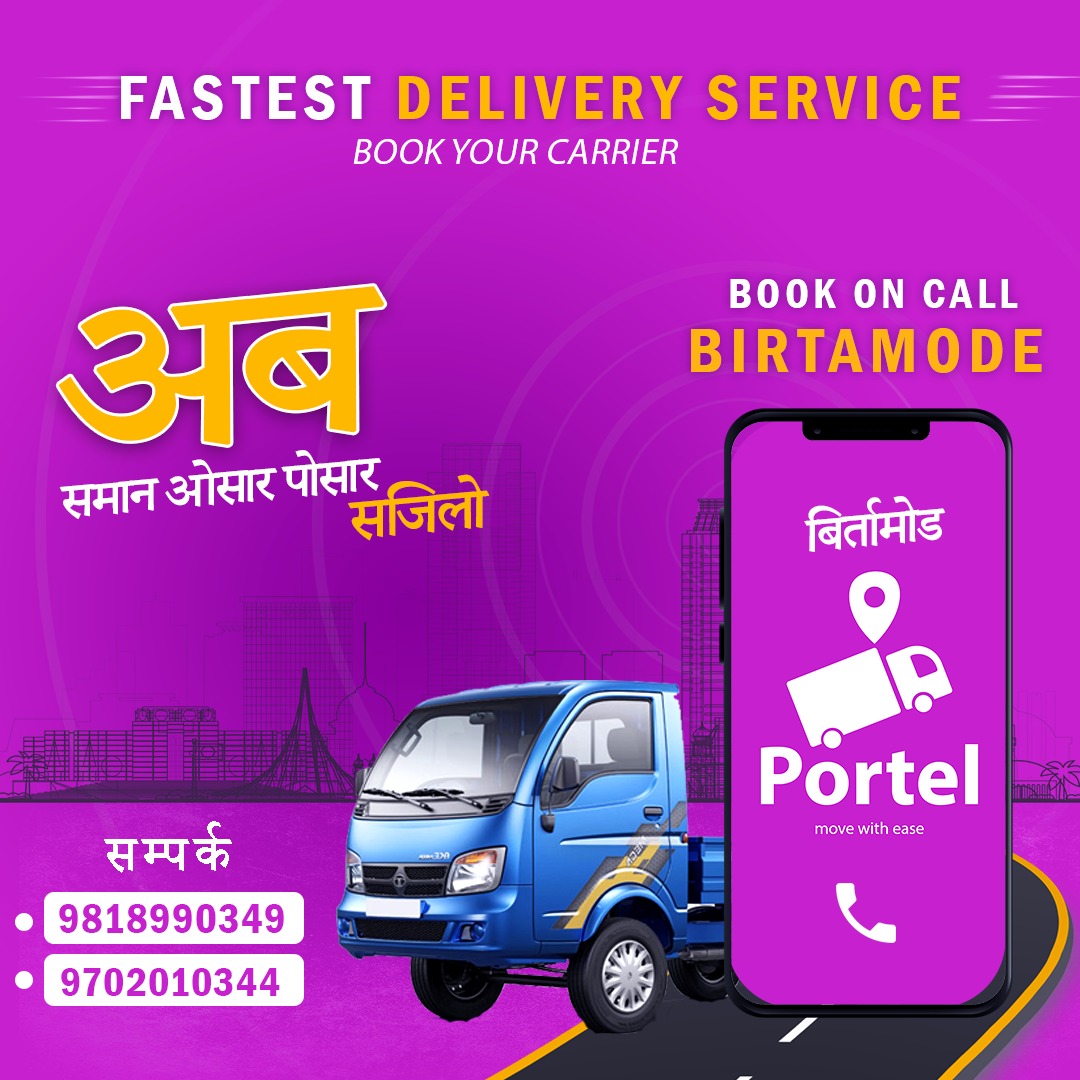 FASTEST DELIVERY SERVICE
BOOK YOUR CARRIER
अब
समान ओसार पोसार
सजिलो
BOOK ON CALL
BIRTAMODE
बिर्तामोड
Portel
move with ease
सम्पर्क
9818990349
9702010344